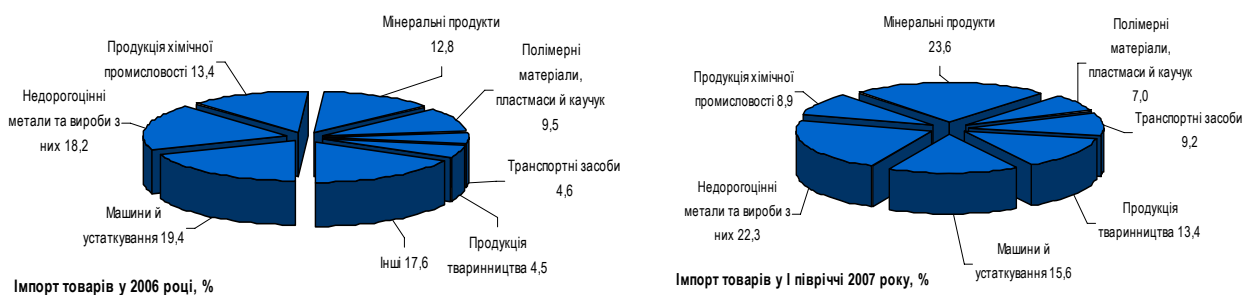 Мінеральні продукти
12,8
Полімерні
матеріали,
пластмаси й каучук
9,5
Транспортні засоби
4,6
Продукція
тваринництва 4,5
Інші 17,6
Машини й
устаткування 19,4
Недорогоцінні
метали та вироби з
них 18,2
Продукція хімічної
промисловості 13,4
Імпорт товарів у 2006 році, %
Мінеральні продукти
23,6
Полімерні
матеріали,
пластмаси й каучук
7,0
Транспортні засоби
9,2
Продукція
тваринництва 13,4
Машини й
устаткування 15,6
Недорогоцінні
метали та вироби з
них 22,3
Продукція хімічної
промисловості 8,9
Імпорт товарів у І півріччі 2007 року, %